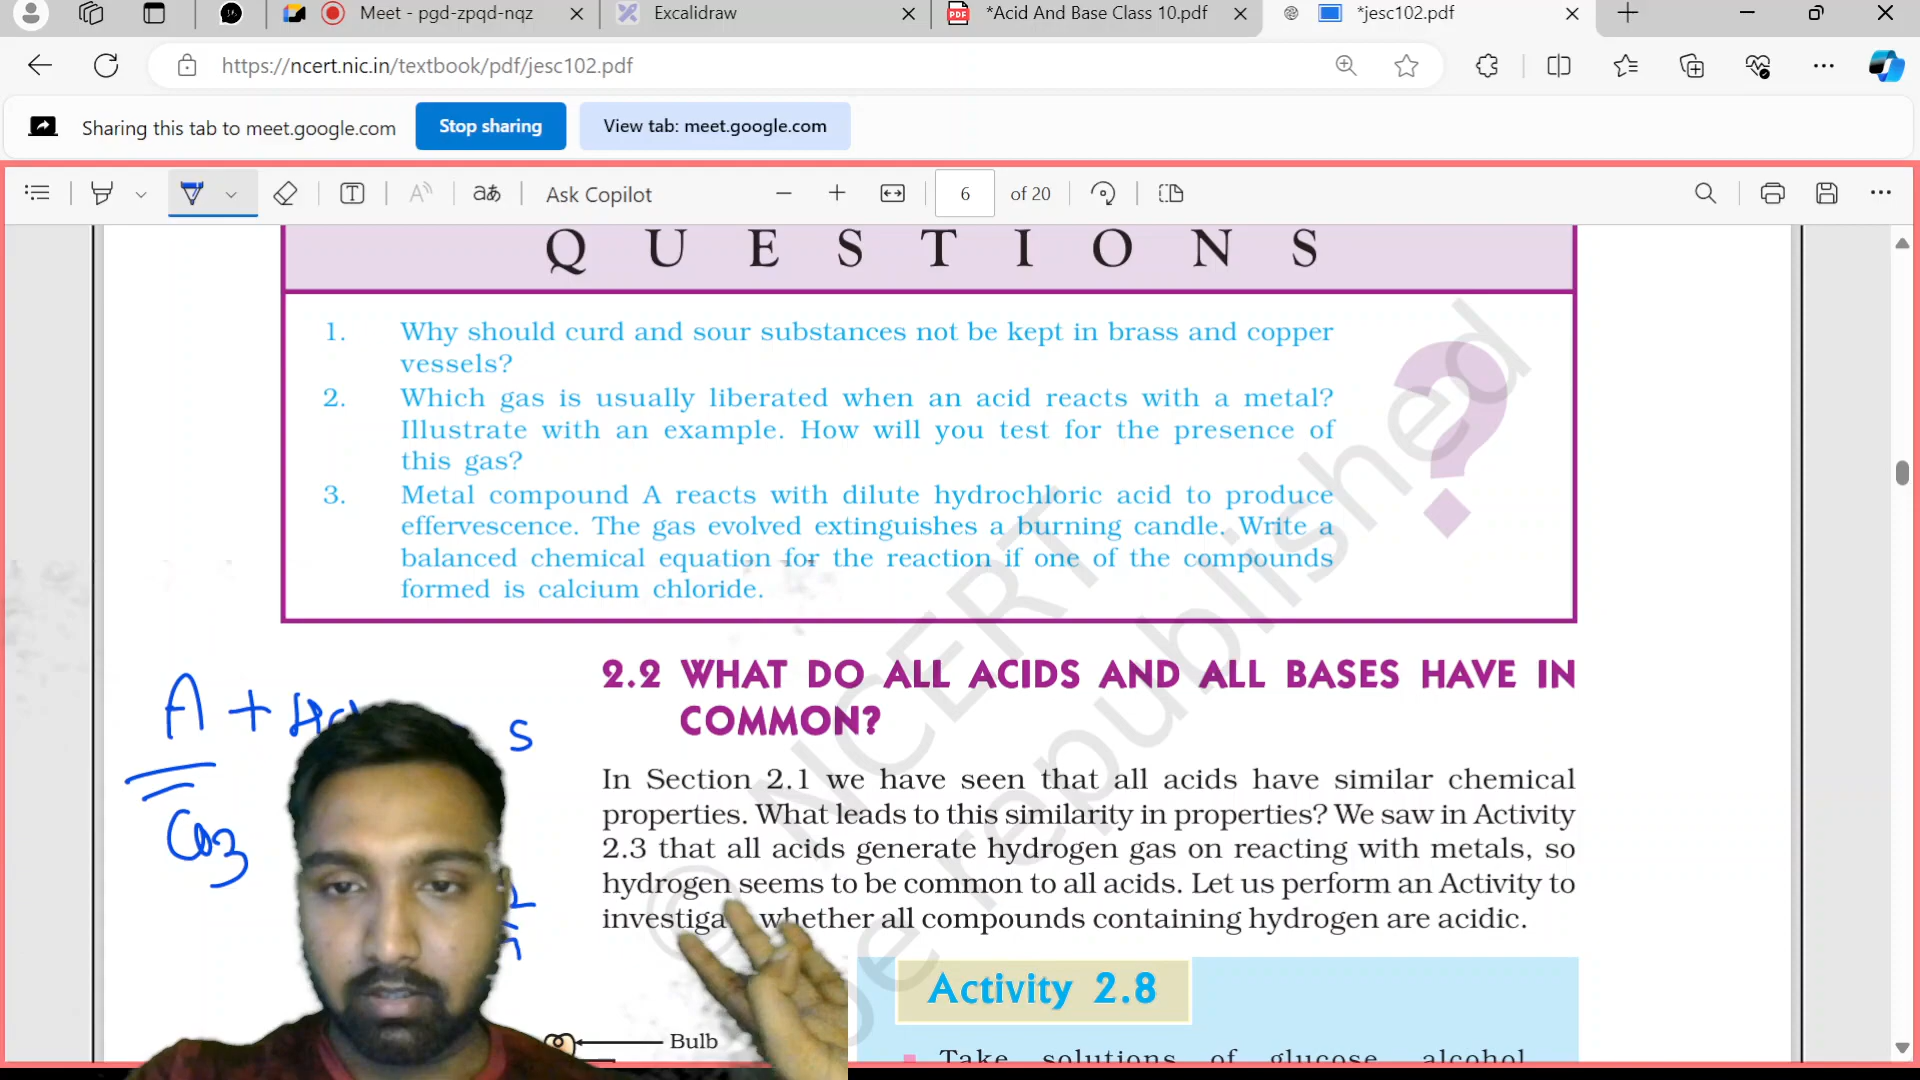 Meet - pgd-zpqd-nqz
Excalidraw
*Acid And Base Class 10.pdf
*jesc102.pdf
https://ncert.nic.in/textbook/pdf/jesc102.pdf
Sharing this tab to meet.google.com
Stop sharing
View tab: meet.google.com
Ask Copilot
6 of 20
QUESTIONS
1. Why should curd and sour substances not be kept in brass and copper
vessels?
2. Which gas is usually liberated when an acid reacts with a metal?
Illustrate with an example. How will you test for the presence of
this gas?
3. Metal compound A reacts with dilute hydrochloric acid to produce
effervescence. The gas evolved extinguishes a burning candle. Write a
balanced chemical equation for the reaction if one of the compounds
formed is calcium chloride.
?
© NCERT
be republished
A +
2.2 WHAT DO ALL ACIDS AND ALL BASES HAVE IN
COMMON?
In Section 2.1 we have seen that all acids have similar chemical
properties. What leads to this similarity in properties? We saw in Activity
2.3 that all acids generate hydrogen gas on reacting with metals, so
hydrogen seems to be common to all acids. Let us perform an Activity to
whether all compounds containing hydrogen are acidic.
Activity 2.8
Bulb
Take solutions of glucose, alcohol,